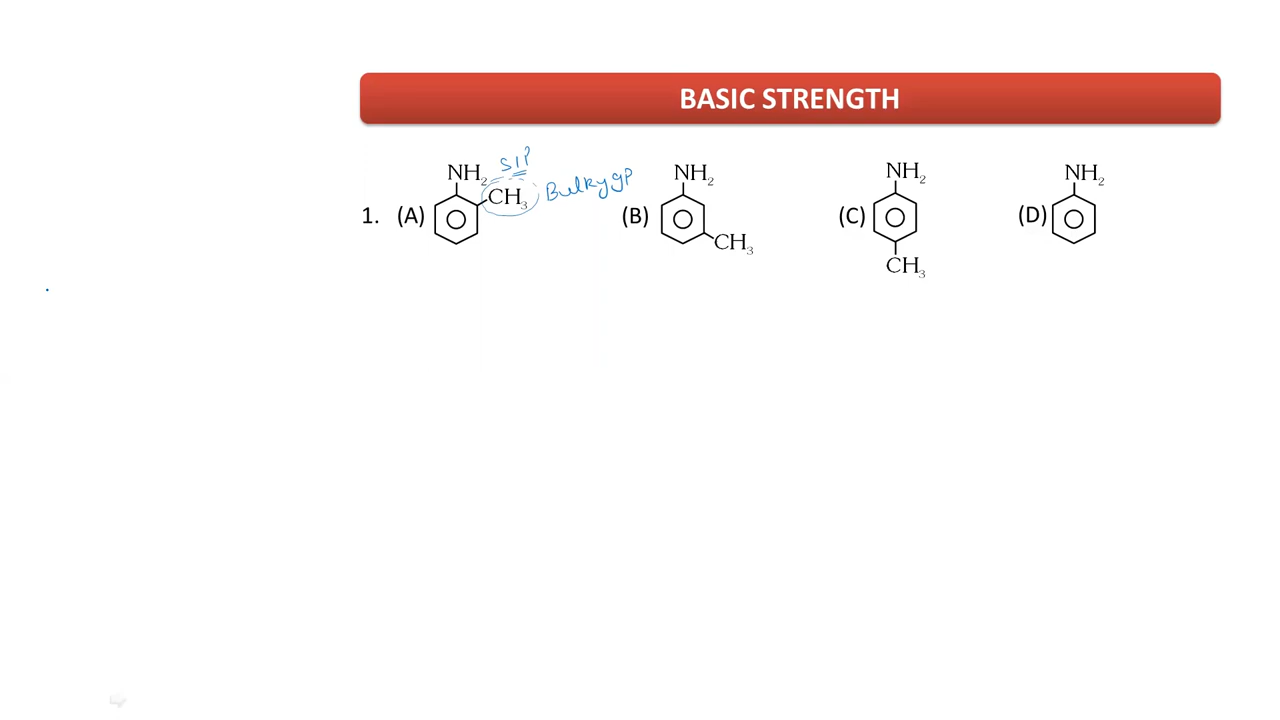 BASIC STRENGTH
SIP
Bulky gp
1. (A) NH₂ CH₃ (B) NH₂ CH₃ (C) NH₂ CH₃ (D) NH₂